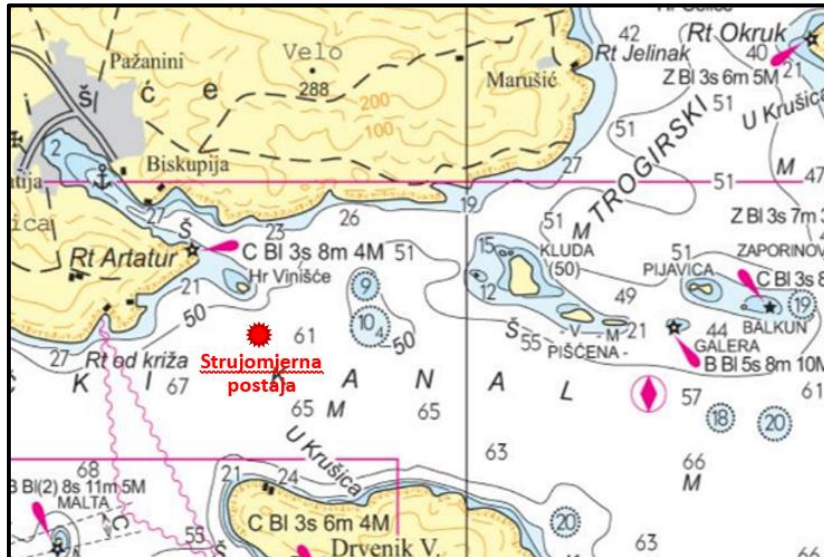 42
Rt Okruk
Pažanini
Velo
Rt Jelinak
40
21
288
Marušić
Z Bl 3s 6m 5M
U Krušica
200
100
51
51
2
Biskupija
27
M
51
47
TROGIRSKI
27
26
19
23
51
M
Š
Rt Artatur
C Bl 3s 8m 4M
51
15
KLUDA
(50)
51
ZAPORINOV
PIJAVICA
C Bl 3s 8
21
Hr Vinišće
9
12
49
19
50
61
10₄
50
Š
55
- V - M
21
44
BALKUN
PIŠĆENA -
GALERA
27
Rt od križa
Strujomjerna
postaja
B Bl 5s 8m 10M
K
67
K A N A L
57
61
65
M
65
18
20
63
66
M
68
U Krušica
21
24
B Bl(2) 8s 11m 5M
MALTA
C
C Bl 3s 6m 4M
20
55
63
Š
Drvenik V.
66